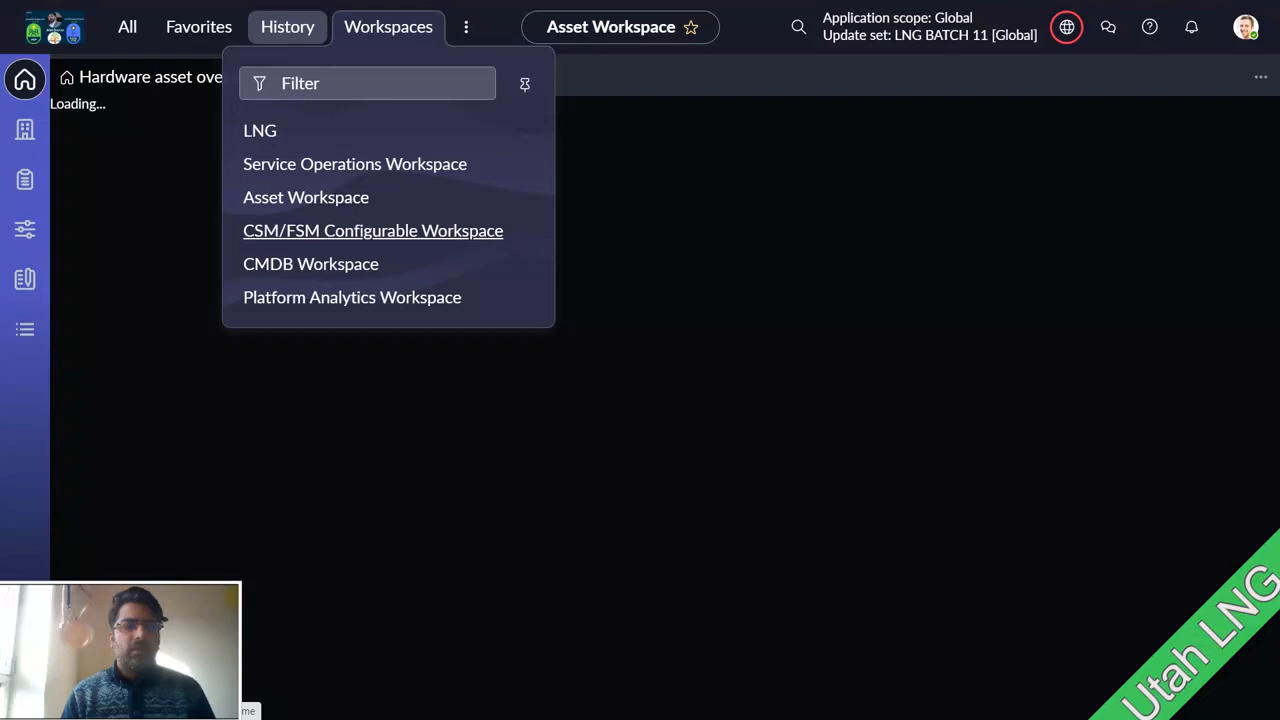 All
Favorites
History
Workspaces
Asset Workspace
Application scope: Global
Update set: LNG BATCH 11 [Global]
Hardware asset ove
Loading...
Filter
LNG
Service Operations Workspace
Asset Workspace
CSM/FSM Configurable Workspace
CMDB Workspace
Platform Analytics Workspace
me
Utah LNG